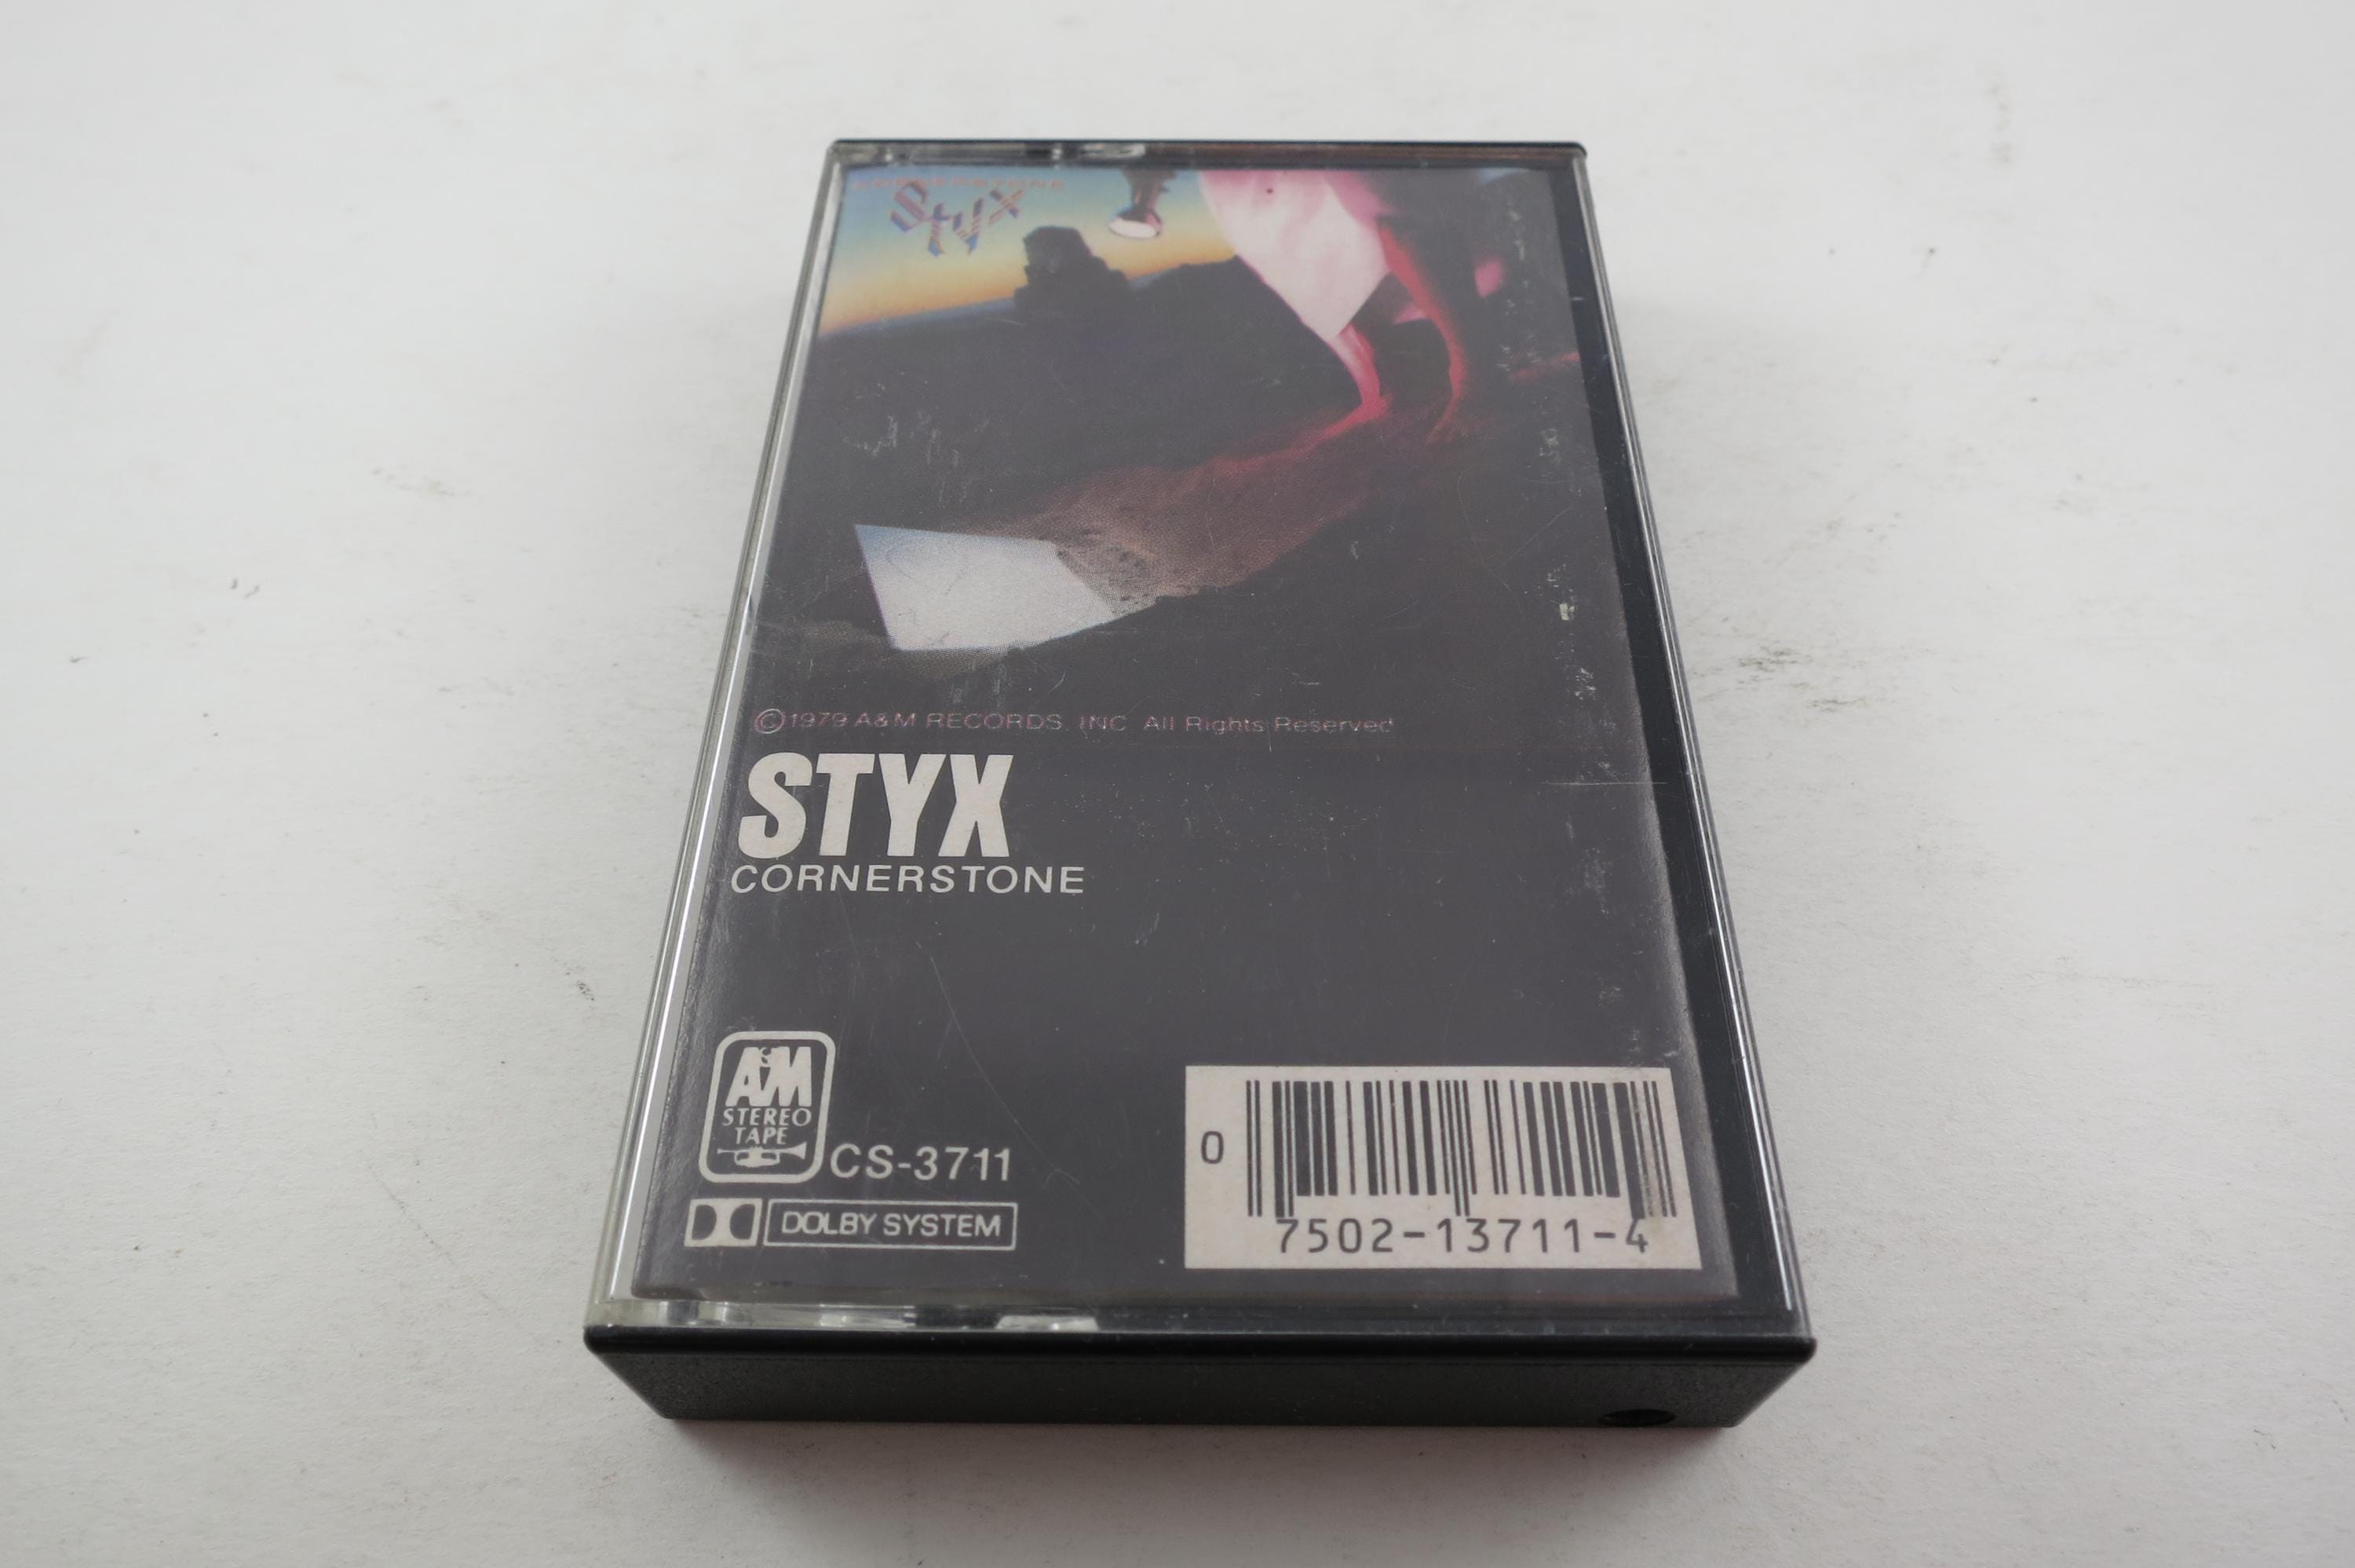 CORNERSTONE
Styx
©1979 A&M RECORDS, INC All Rights Reserved
STYX
CORNERSTONE
A&M
STEREO
TAPE
CS-3711
DOLBY SYSTEM
0
7502-13711-4